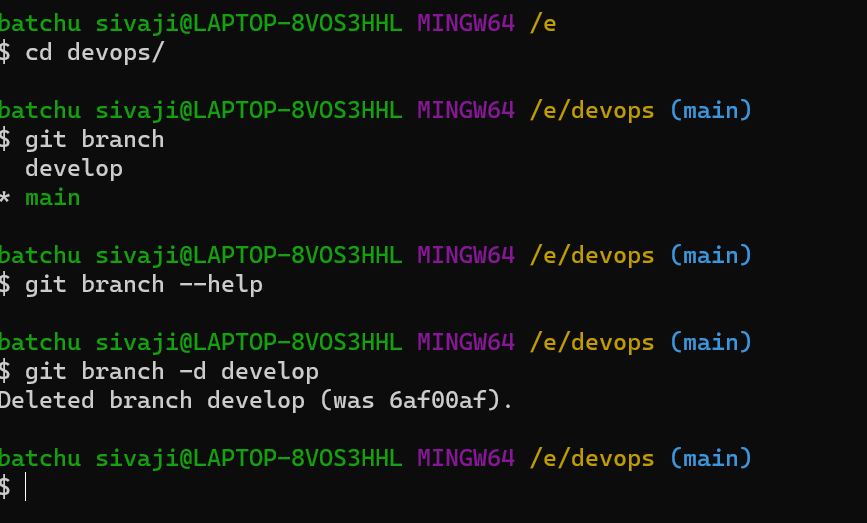 batchu sivaji@LAPTOP-8VOS3HHL MINGW64 /e
$ cd devops/
batchu sivaji@LAPTOP-8VOS3HHL MINGW64 /e/devops (main)
$ git branch
  develop
* main
batchu sivaji@LAPTOP-8VOS3HHL MINGW64 /e/devops (main)
$ git branch --help
batchu sivaji@LAPTOP-8VOS3HHL MINGW64 /e/devops (main)
$ git branch -d develop
Deleted branch develop (was 6af00af).
batchu sivaji@LAPTOP-8VOS3HHL MINGW64 /e/devops (main)
$